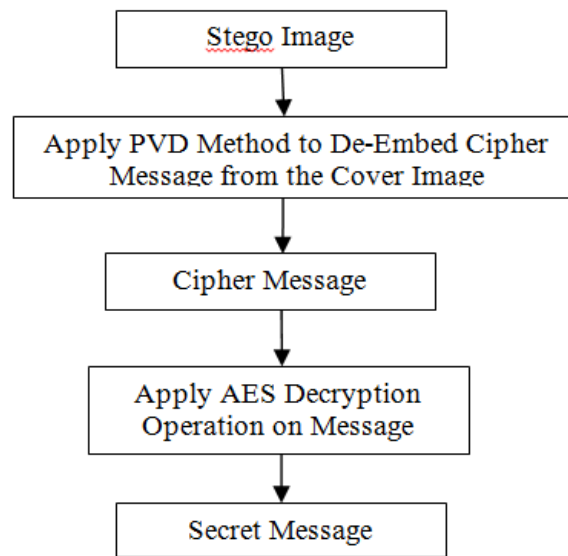 Stego Image
Apply PVD Method to De-Embed Cipher
Message from the Cover Image
Cipher Message
Apply AES Decryption
Operation on Message
Secret Message